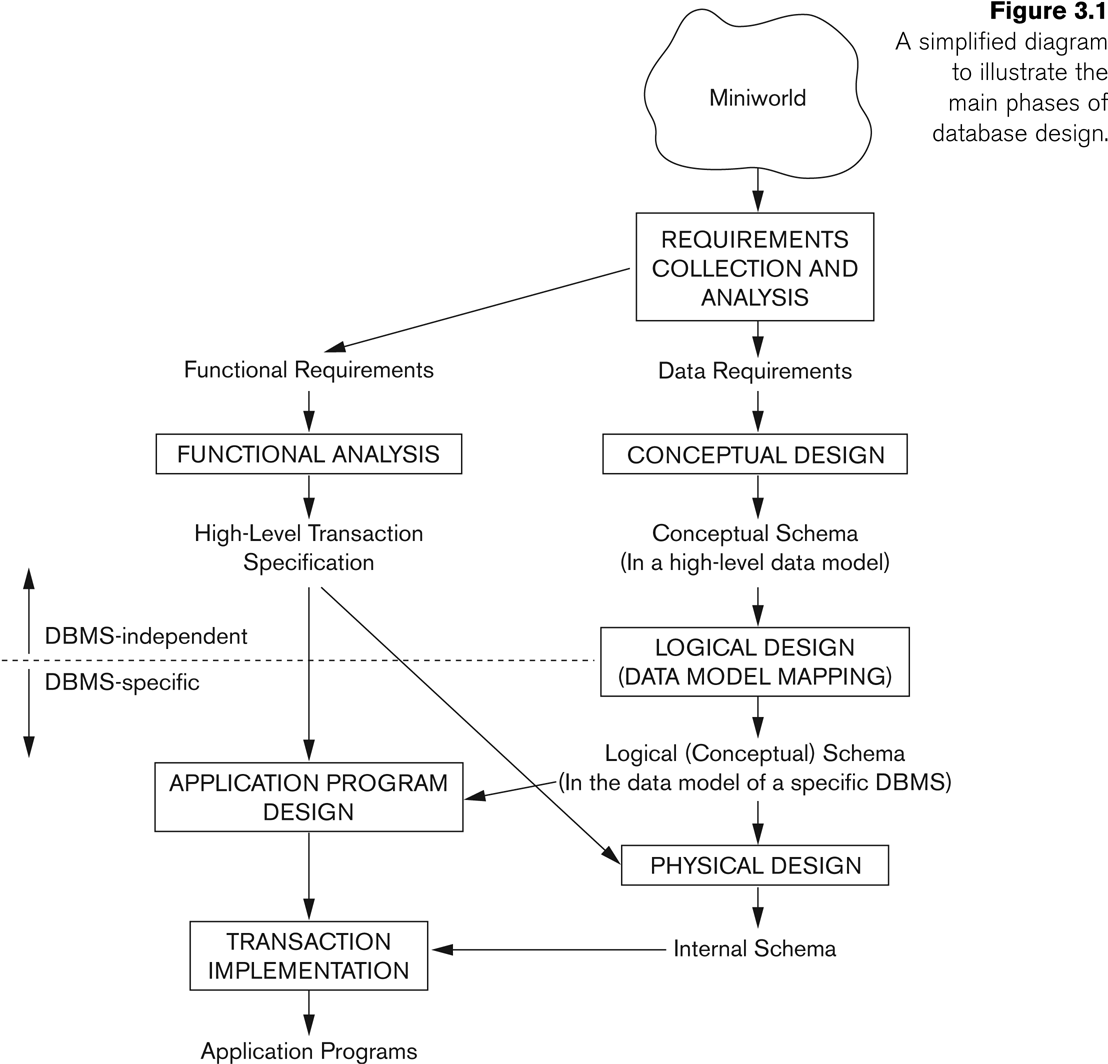 Figure 3.1
A simplified diagram
to illustrate the
main phases of
database design.
Miniworld
REQUIREMENTS
COLLECTION AND
ANALYSIS
Functional Requirements
Data Requirements
FUNCTIONAL ANALYSIS
CONCEPTUAL DESIGN
High-Level Transaction
Specification
Conceptual Schema
(In a high-level data model)
DBMS-independent
DBMS-specific
LOGICAL DESIGN
(DATA MODEL MAPPING)
Logical (Conceptual) Schema
(In the data model of a specific DBMS)
APPLICATION PROGRAM
DESIGN
PHYSICAL DESIGN
TRANSACTION
IMPLEMENTATION
Internal Schema
Application Programs